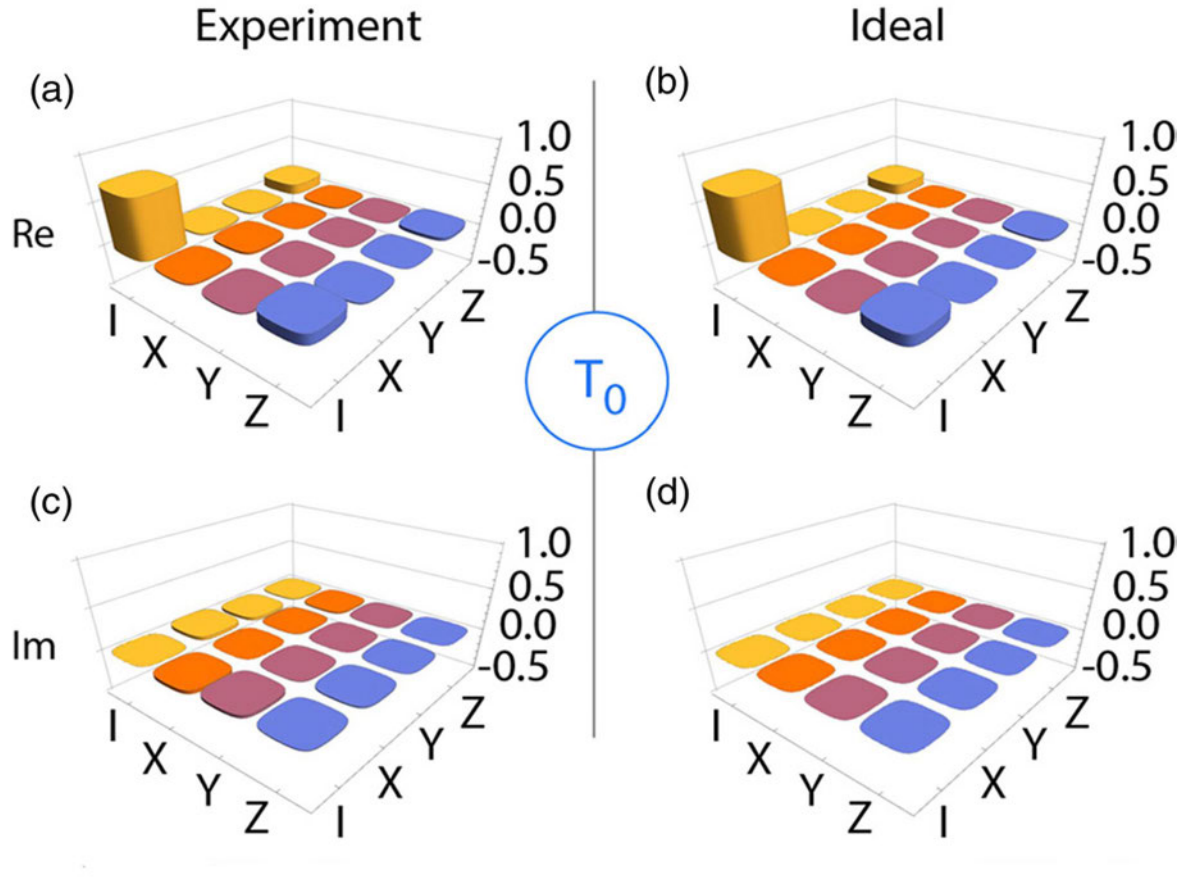 Experiment
Ideal
(a)
(b)
Re
1.0
0.5
0.0
-0.5
I X Y Z
I X Y Z
1.0
0.5
0.0
-0.5
I X Y Z
I X Y Z
T0
(c)
(d)
Im
1.0
0.5
0.0
-0.5
I X Y Z
I X Y Z
1.0
0.5
0.0
-0.5
I X Y Z
I X Y Z